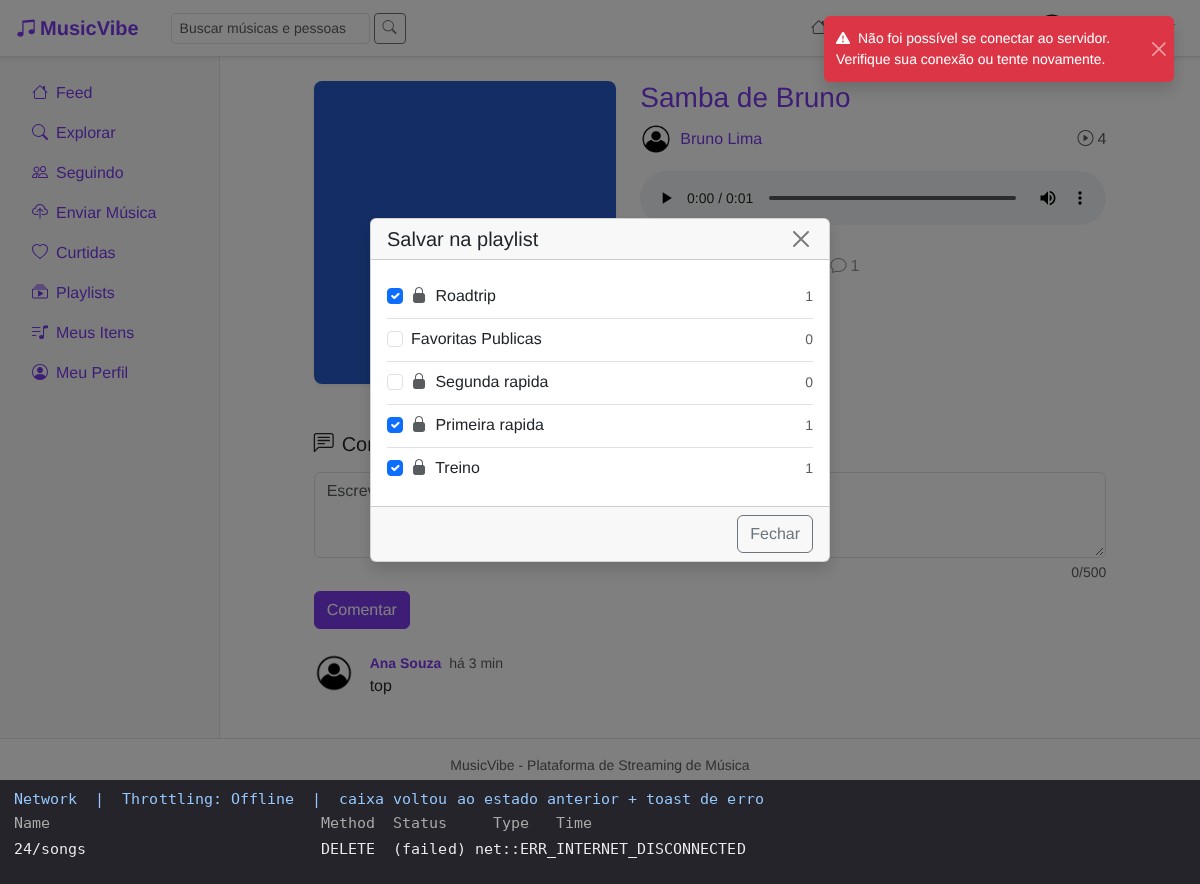 MusicVibe
Buscar músicas e pessoas
Não foi possível se conectar ao servidor.
Verifique sua conexão ou tente novamente.
Feed
Explorar
Seguindo
Enviar Música
Curtidas
Playlists
Meus Itens
Meu Perfil
Samba de Bruno
Bruno Lima
4
0:00 / 0:01
1
Salvar na playlist
Roadtrip 1
Favoritas Publicas 0
Segunda rapida 0
Primeira rapida 1
Treino 1
Fechar
0/500
Comentar
Ana Souza há 3 min
top
MusicVibe - Plataforma de Streaming de Música
Network | Throttling: Offline | caixa voltou ao estado anterior + toast de erro
Name Method Status Type Time
24/songs DELETE (failed) net::ERR_INTERNET_DISCONNECTED